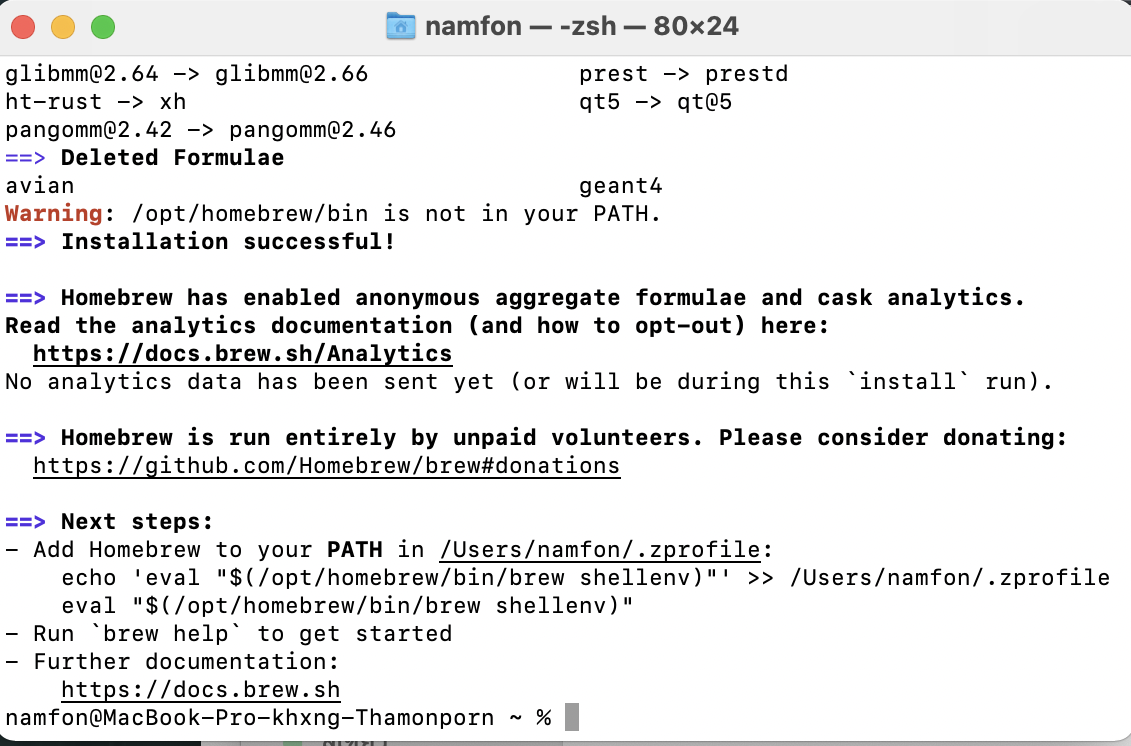 namfon — -zsh — 80×24
glibmm@2.64 -> glibmm@2.66 prest -> prestd
ht-rust -> xh qt5 -> qt@5
pangomm@2.42 -> pangomm@2.46
==> Deleted Formulae
avian geant4
Warning: /opt/homebrew/bin is not in your PATH.
==> Installation successful!
==> Homebrew has enabled anonymous aggregate formulae and cask analytics.
Read the analytics documentation (and how to opt-out) here:
https://docs.brew.sh/Analytics
No analytics data has been sent yet (or will be during this `install` run).
==> Homebrew is run entirely by unpaid volunteers. Please consider donating:
https://github.com/Homebrew/brew#donations
==> Next steps:
- Add Homebrew to your PATH in /Users/namfon/.zprofile:
echo 'eval "$(/opt/homebrew/bin/brew shellenv)"' >> /Users/namfon/.zprofile
eval "$(/opt/homebrew/bin/brew shellenv)"
- Run `brew help` to get started
- Further documentation:
https://docs.brew.sh
namfon@MacBook-Pro-khxng-Thamonporn ~ %